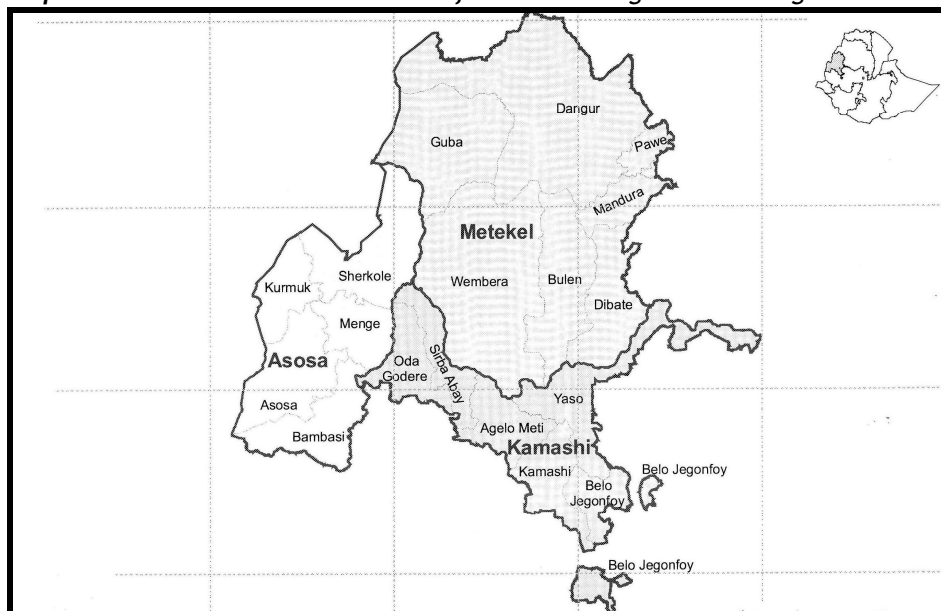 Dangur
Guba
Pawe
Mandura
Metekel
Sherkole
Kurmuk
Wembera
Bulen
Dibate
Menge
Asosa
Oda
Godere
Sirba Abay
Asosa
Bambasi
Yaso
Agelo Meti
Kamashi
Kamashi
Belo Jegonfoy
Belo
Jegonfoy
Belo Jegonfoy